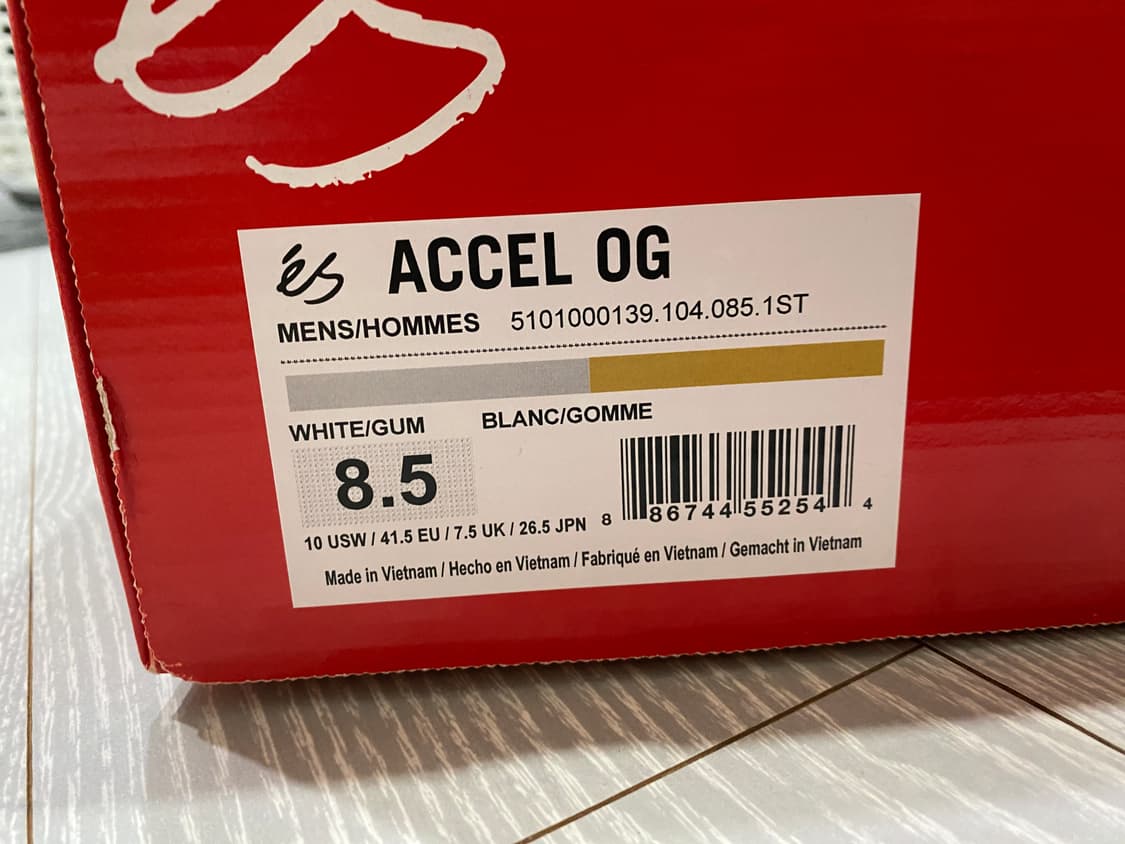 és
és ACCEL OG
MENS/HOMMES 5101000139.104.085.1ST
WHITE/GUM BLANC/GOMME
8.5
10 USW / 41.5 EU / 7.5 UK / 26.5 JPN
8 86744 55254 4
Made in Vietnam / Hecho en Vietnam / Fabriqué en Vietnam / Gemacht in Vietnam